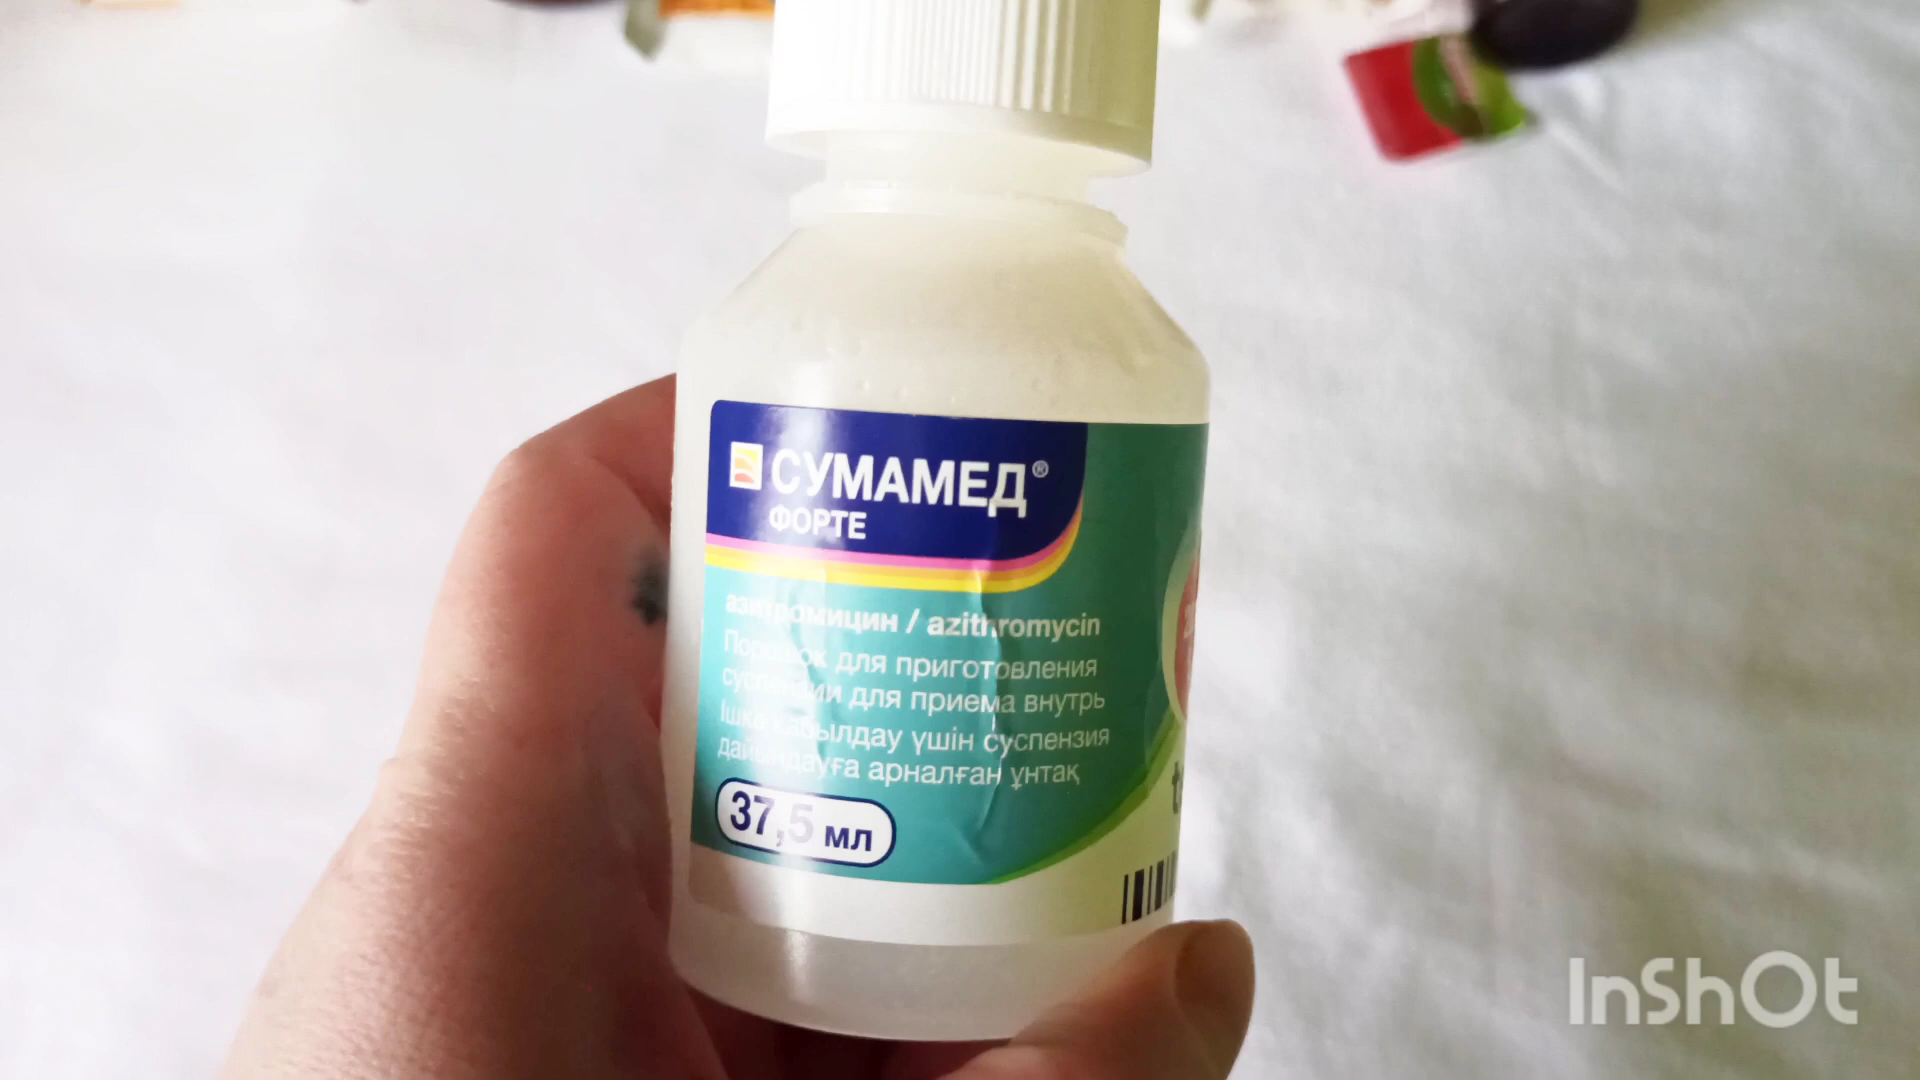 СУМАМЕД®
ФОРТЕ
азитромицин / azithromycin
Порошок для приготовления
суспензии для приема внутрь
Ішке қабылдау үшін суспензия
дайындауға арналған ұнтақ
37,5 мл
InShOt